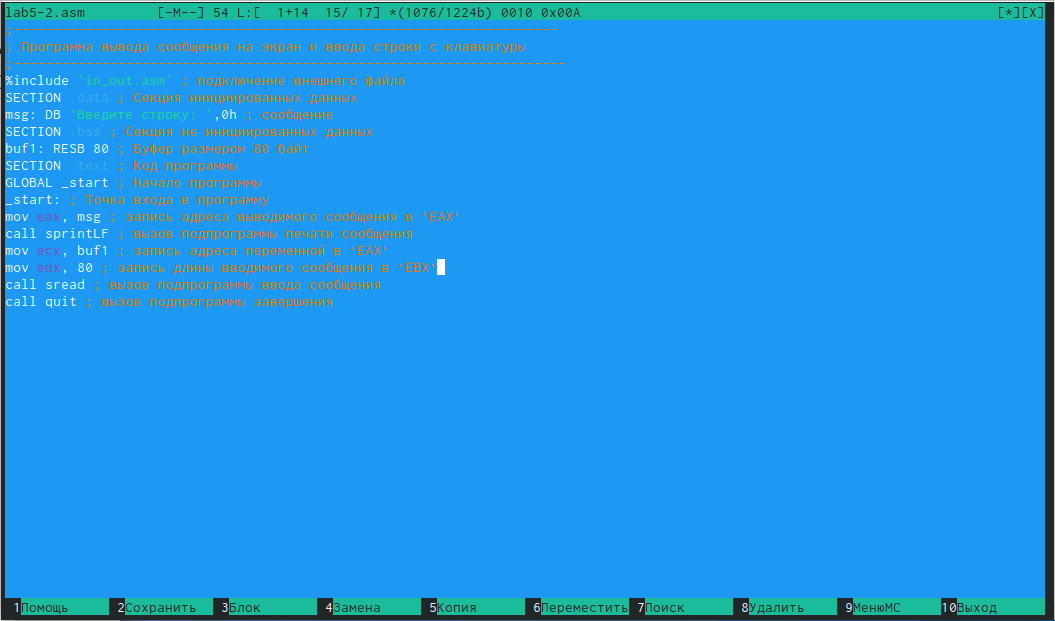 lab5-2.asm [-M--] 54 L:[ 1+14 15/ 17] *(1076/1224b) 0010 0x00A [*][X]
;--------------------------------------------------------------------
; Программа вывода сообщения на экран и ввода строки с клавиатуры
;---------------------------------------------------------------------
%include 'in_out.asm' ; подключение внешнего файла
SECTION .data ; Секция инициированных данных
msg: DB 'Введите строку: ',0h ; сообщение
SECTION .bss ; Секция не инициированных данных
buf1: RESB 80 ; Буфер размером 80 байт
SECTION .text ; Код программы
GLOBAL _start ; Начало программы
_start: ; Точка входа в программу
mov eax, msg ; запись адреса выводимого сообщения в `EAX`
call sprintLF ; вызов подпрограммы печати сообщения
mov ecx, buf1 ; запись адреса переменной в `EAX`
mov edx, 80 ; запись длины вводимого сообщения в `EBX`
call sread ; вызов подпрограммы ввода сообщения
call quit ; вызов подпрограммы завершения
1Помощь 2Сохранить 3Блок 4Замена 5Копия 6Переместить 7Поиск 8Удалить 9МенюMC 10Выход